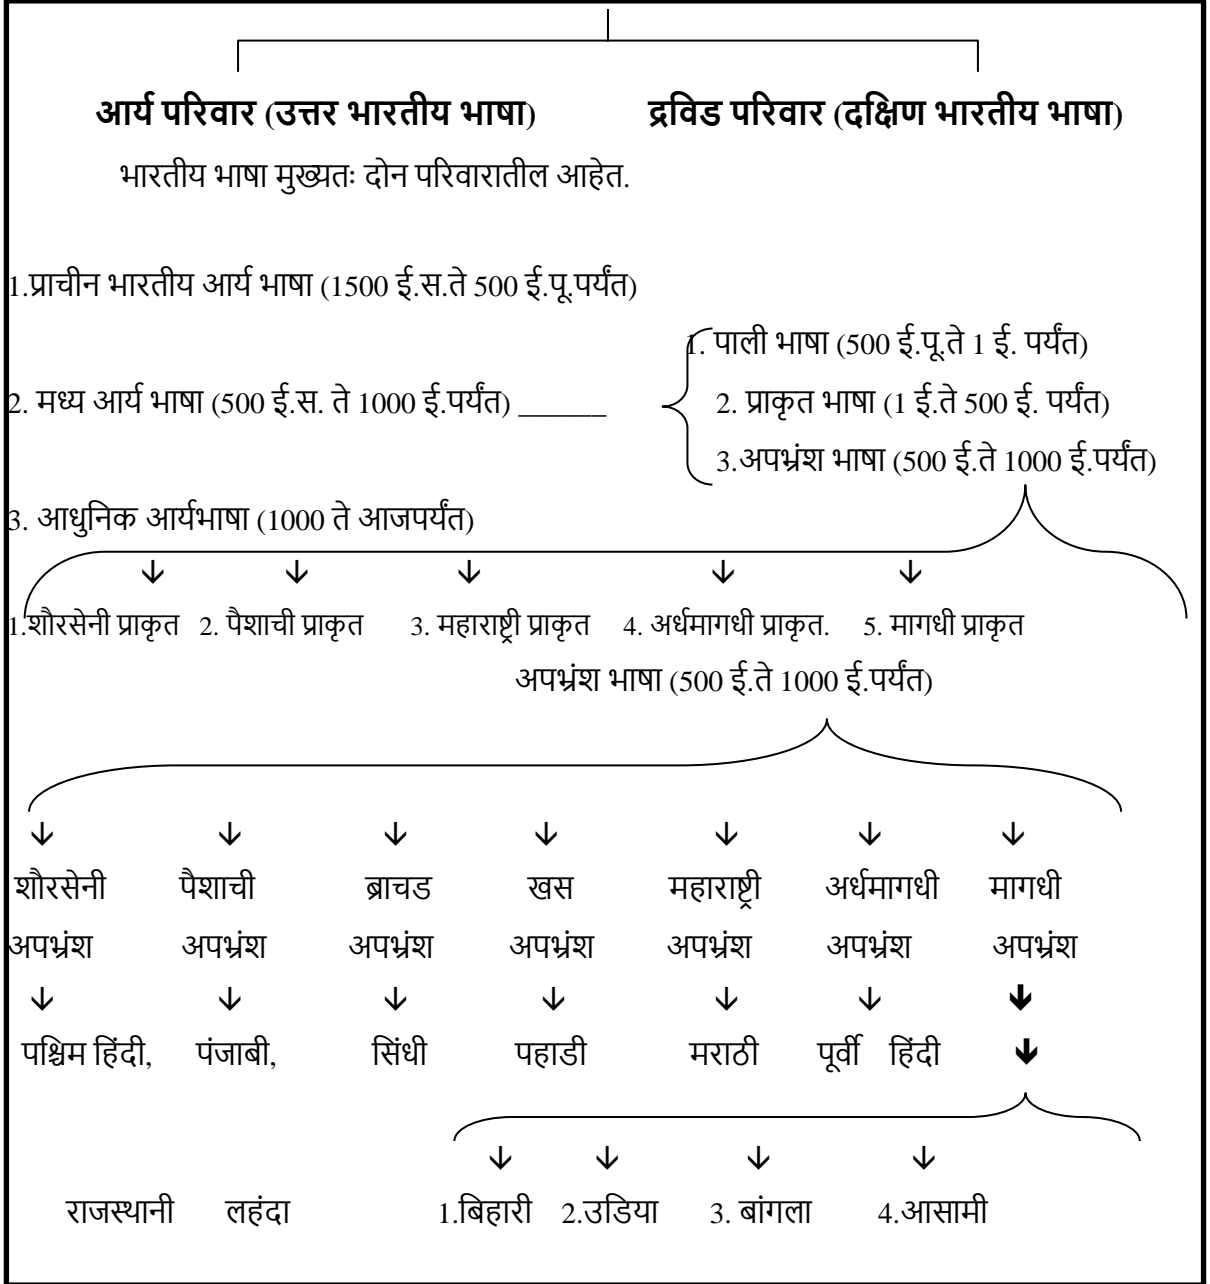 आर्य परिवार (उत्तर भारतीय भाषा) द्रविड परिवार (दक्षिण भारतीय भाषा)
भारतीय भाषा मुख्यतः दोन परिवारातील आहेत.
1.प्राचीन भारतीय आर्य भाषा (1500 ई.स.ते 500 ई.पू.पर्यंत)
1. पाली भाषा (500 ई.पू.ते 1 ई. पर्यंत)
2. मध्य आर्य भाषा (500 ई.स. ते 1000 ई.पर्यंत) ______ 2. प्राकृत भाषा (1 ई.ते 500 ई. पर्यंत)
3.अपभ्रंश भाषा (500 ई.ते 1000 ई.पर्यंत)
3. आधुनिक आर्यभाषा (1000 ते आजपर्यंत)
1.शौरसेनी प्राकृत 2. पैशाची प्राकृत 3. महाराष्ट्री प्राकृत 4. अर्धमागधी प्राकृत. 5. मागधी प्राकृत
अपभ्रंश भाषा (500 ई.ते 1000 ई.पर्यंत)
शौरसेनी पैशाची ब्राचड खस महाराष्ट्री अर्धमागधी मागधी
अपभ्रंश अपभ्रंश अपभ्रंश अपभ्रंश अपभ्रंश अपभ्रंश अपभ्रंश
पश्चिम हिंदी, पंजाबी, सिंधी पहाडी मराठी पूर्वी हिंदी
राजस्थानी लहंदा 1.बिहारी 2.उडिया 3. बांगला 4.आसामी